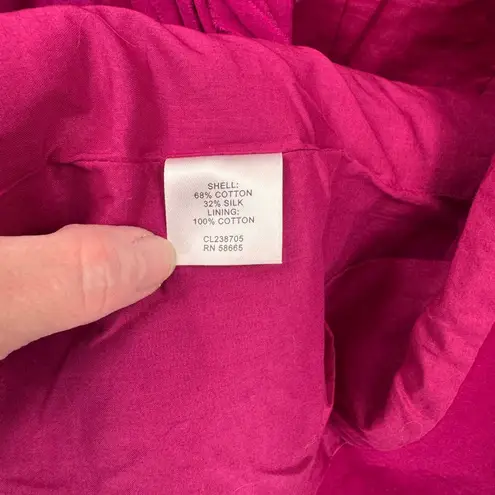 SHELL:
68% COTTON
32% SILK
LINING:
100% COTTON
CL238705
RN 58665